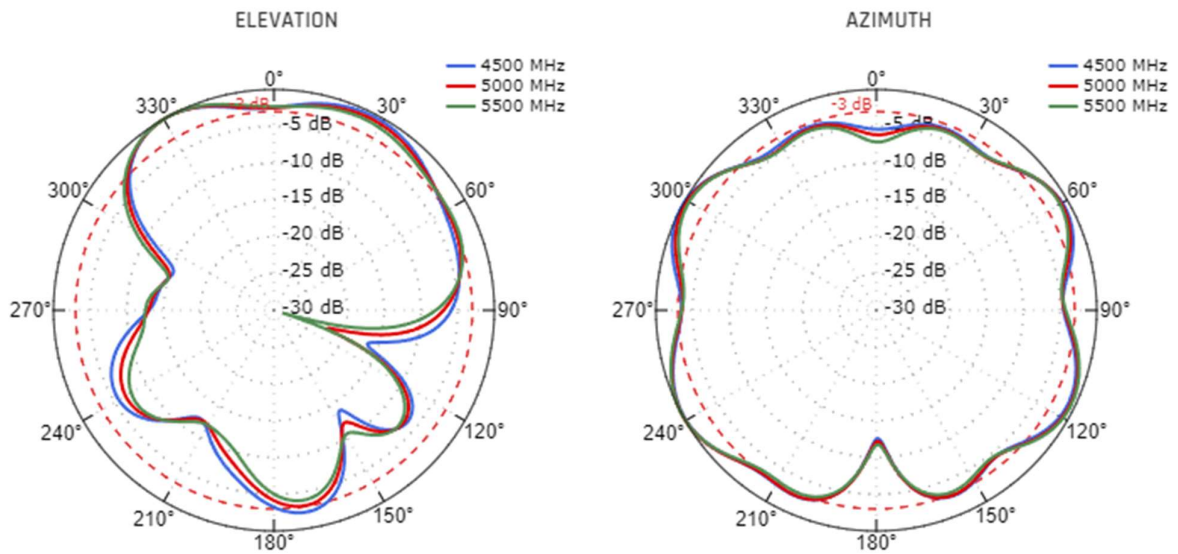 ELEVATION
4500 MHz
5000 MHz
5500 MHz
0°
30°
60°
90°
120°
150°
180°
210°
240°
270°
300°
330°
-3 dB
-5 dB
-10 dB
-15 dB
-20 dB
-25 dB
-30 dB
AZIMUTH
4500 MHz
5000 MHz
5500 MHz
0°
30°
60°
90°
120°
150°
180°
210°
240°
270°
300°
330°
-3 dB
-5 dB
-10 dB
-15 dB
-20 dB
-25 dB
-30 dB